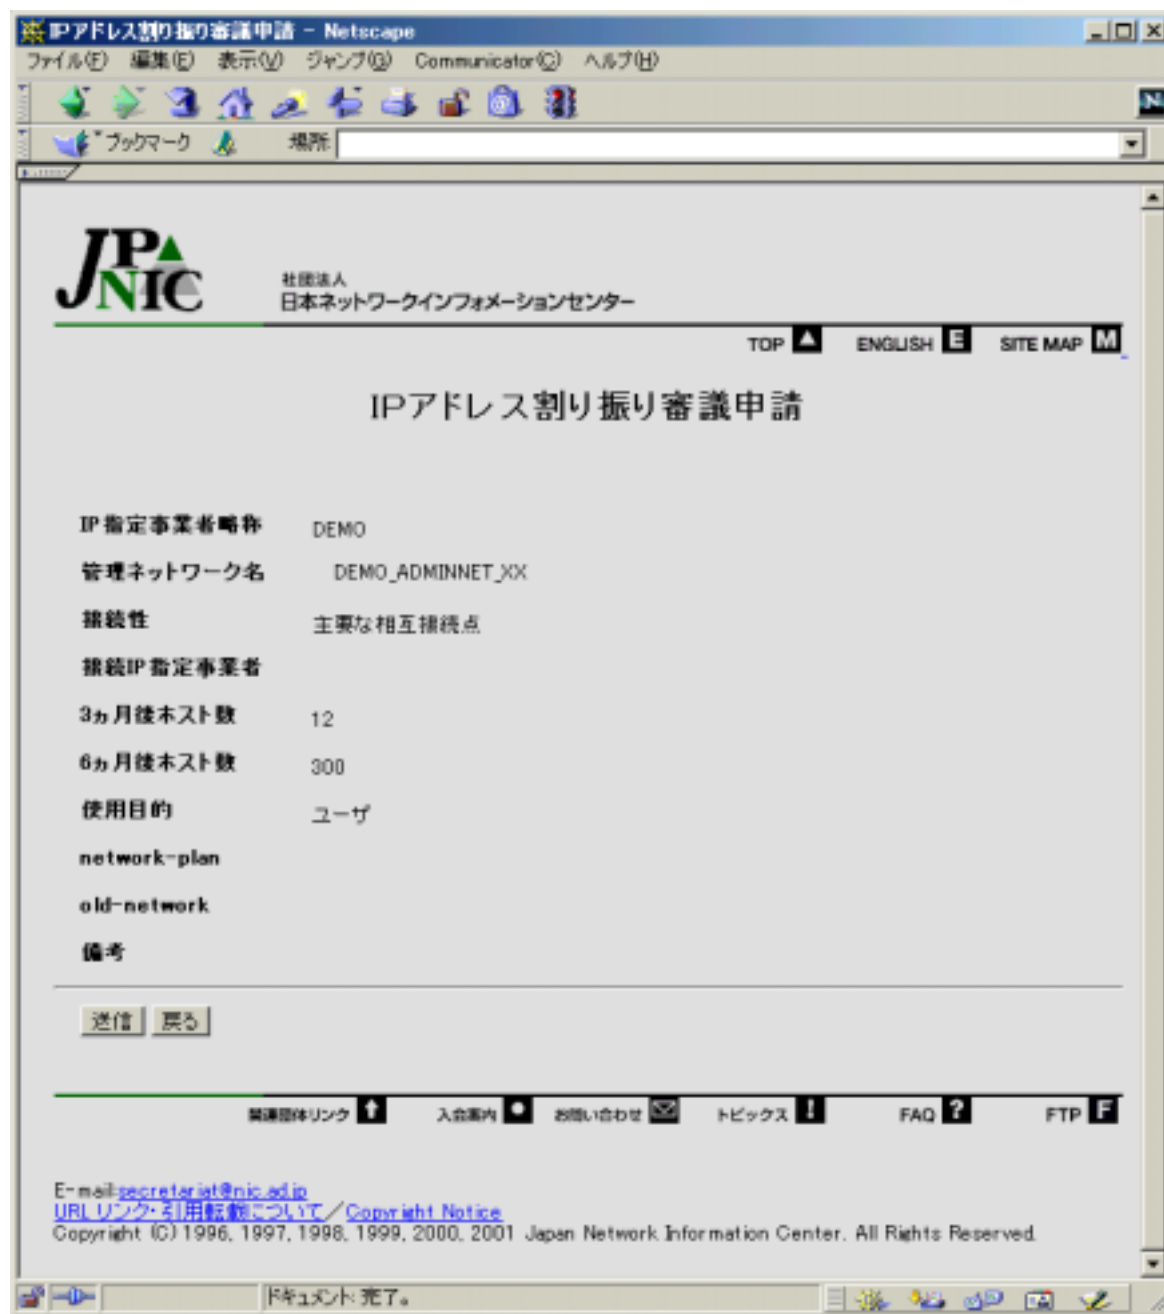 IPアドレス割り振り審議申請 - Netscape
ファイル(F) 編集(E) 表示(V) ジャンプ(G) Communicator(C) ヘルプ(H)
N
ブックマーク 場所:
JPNIC
社団法人
日本ネットワークインフォメーションセンター
TOP ENGLISH E SITE MAP M
IPアドレス割り振り審議申請
IP指定事業者略称 DEMO
管理ネットワーク名 DEMO_ADMINNET_XX
接続性 主要な相互接続点
接続IP指定事業者
3ヵ月後ホスト数 12
6ヵ月後ホスト数 300
使用目的 ユーザ
network-plan
old-network
備考
送信 戻る
関連団体リンク 入会案内 お問い合わせ トピックス ! FAQ ? FTP F
E-mail:secretariat@nic.ad.jp
URLリンク・引用転載について/Copyright Notice
Copyright (C) 1996, 1997, 1998, 1999, 2000, 2001 Japan Network Information Center. All Rights Reserved.
ドキュメント: 完了。